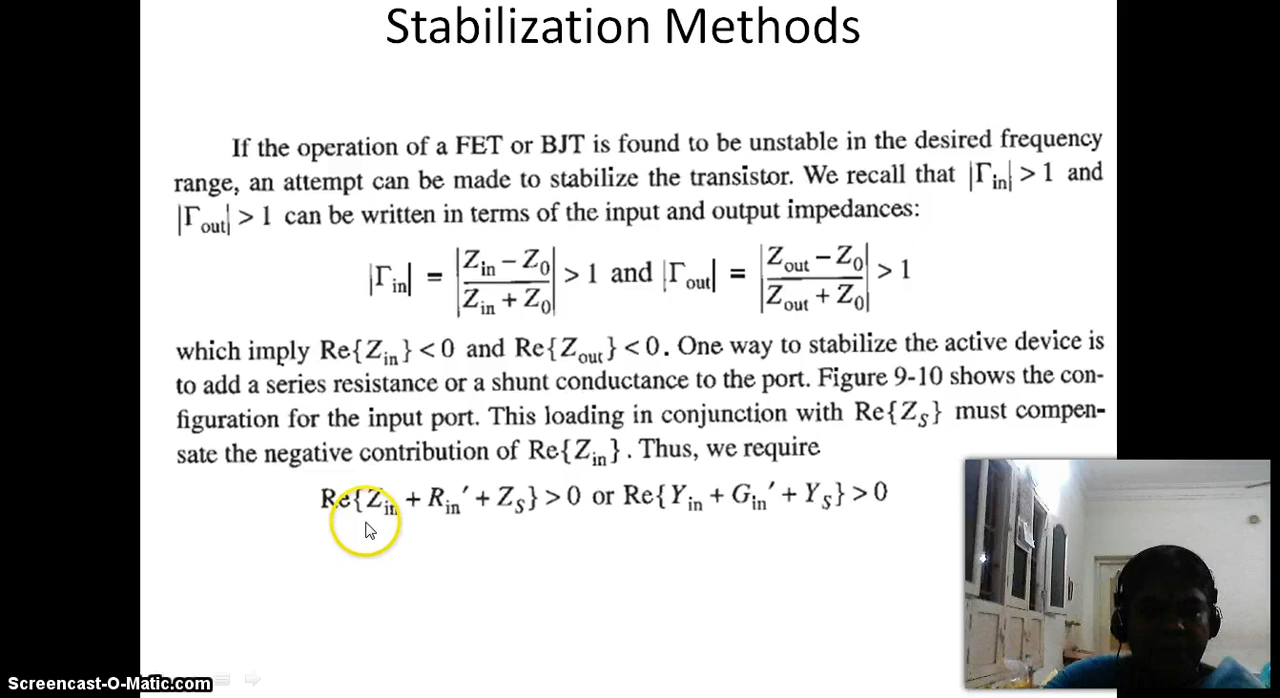 Stabilization Methods
If the operation of a FET or BJT is found to be unstable in the desired frequency
range, an attempt can be made to stabilize the transistor. We recall that |Γin| > 1 and
|Γout| > 1 can be written in terms of the input and output impedances:
|Γin| = |(Zin − Z0)/(Zin + Z0)| > 1 and |Γout| = |(Zout − Z0)/(Zout + Z0)| > 1
which imply Re{Zin} < 0 and Re{Zout} < 0. One way to stabilize the active device is
to add a series resistance or a shunt conductance to the port. Figure 9-10 shows the con-
figuration for the input port. This loading in conjunction with Re{ZS} must compen-
sate the negative contribution of Re{Zin}. Thus, we require
Re{Zin + Rin′ + ZS} > 0 or Re{Yin + Gin′ + YS} > 0
Screencast-O-Matic.com